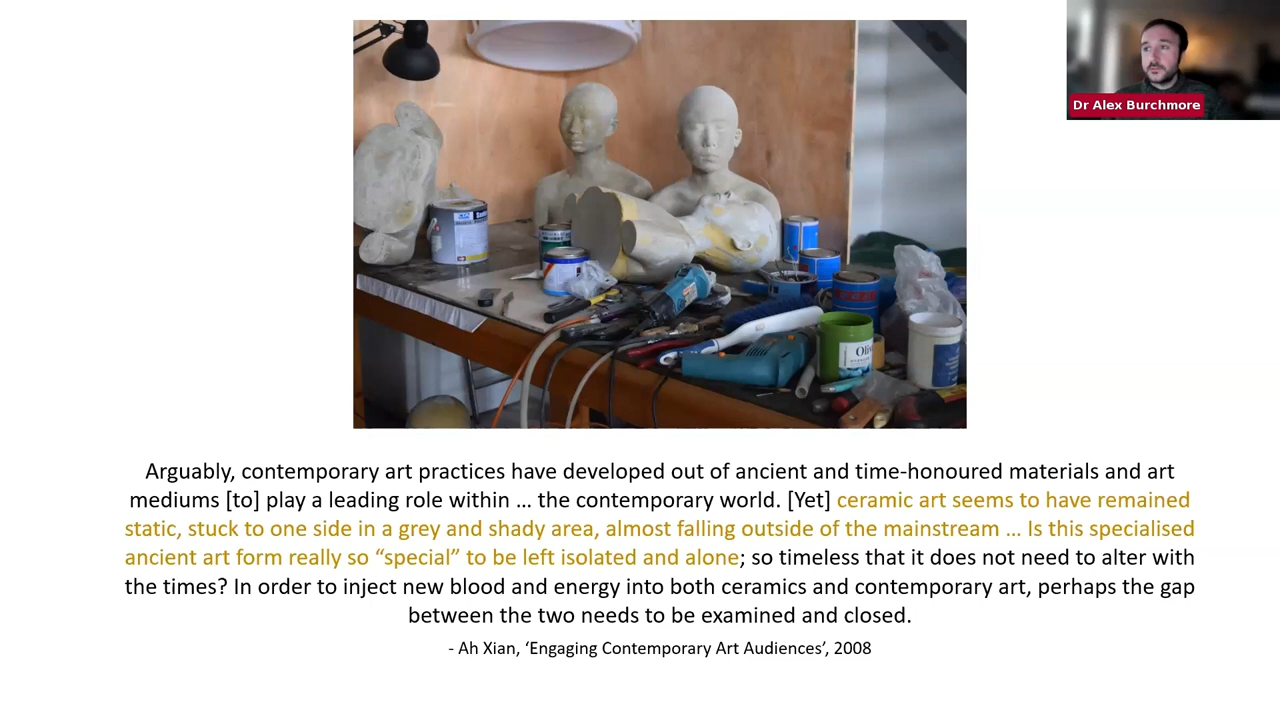 Dr Alex Burchmore
Arguably, contemporary art practices have developed out of ancient and time-honoured materials and art
mediums [to] play a leading role within … the contemporary world. [Yet] ceramic art seems to have remained
static, stuck to one side in a grey and shady area, almost falling outside of the mainstream … Is this specialised
ancient art form really so “special” to be left isolated and alone; so timeless that it does not need to alter with
the times? In order to inject new blood and energy into both ceramics and contemporary art, perhaps the gap
between the two needs to be examined and closed.
- Ah Xian, ‘Engaging Contemporary Art Audiences’, 2008